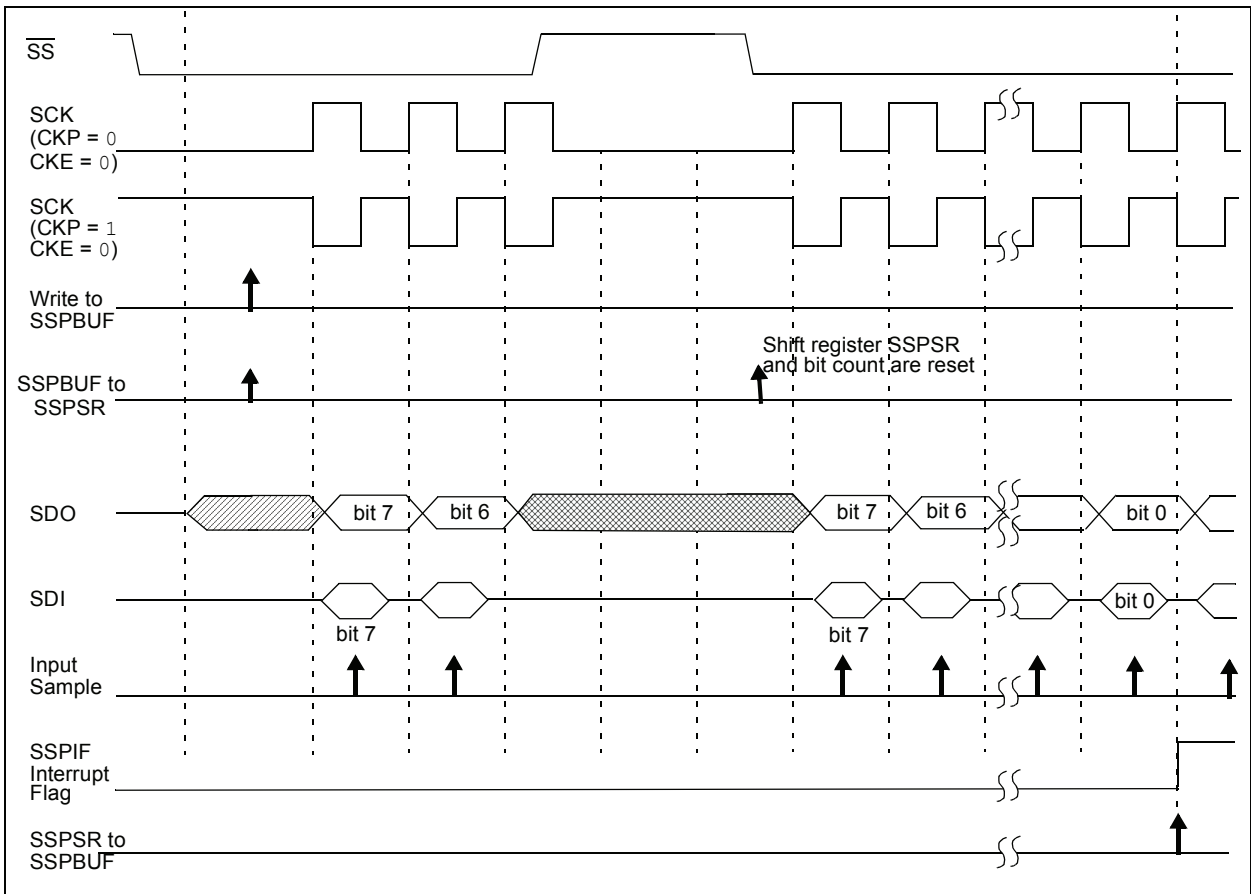 SS
SCK
(CKP = 0
CKE = 0)
SCK
(CKP = 1
CKE = 0)
Write to
SSPBUF
Shift register SSPSR
and bit count are reset
SSPBUF to
SSPSR
SDO
bit 7
bit 6
bit 7
bit 6
bit 0
SDI
bit 0
bit 7
bit 7
Input
Sample
SSPIF
Interrupt
Flag
SSPSR to
SSPBUF